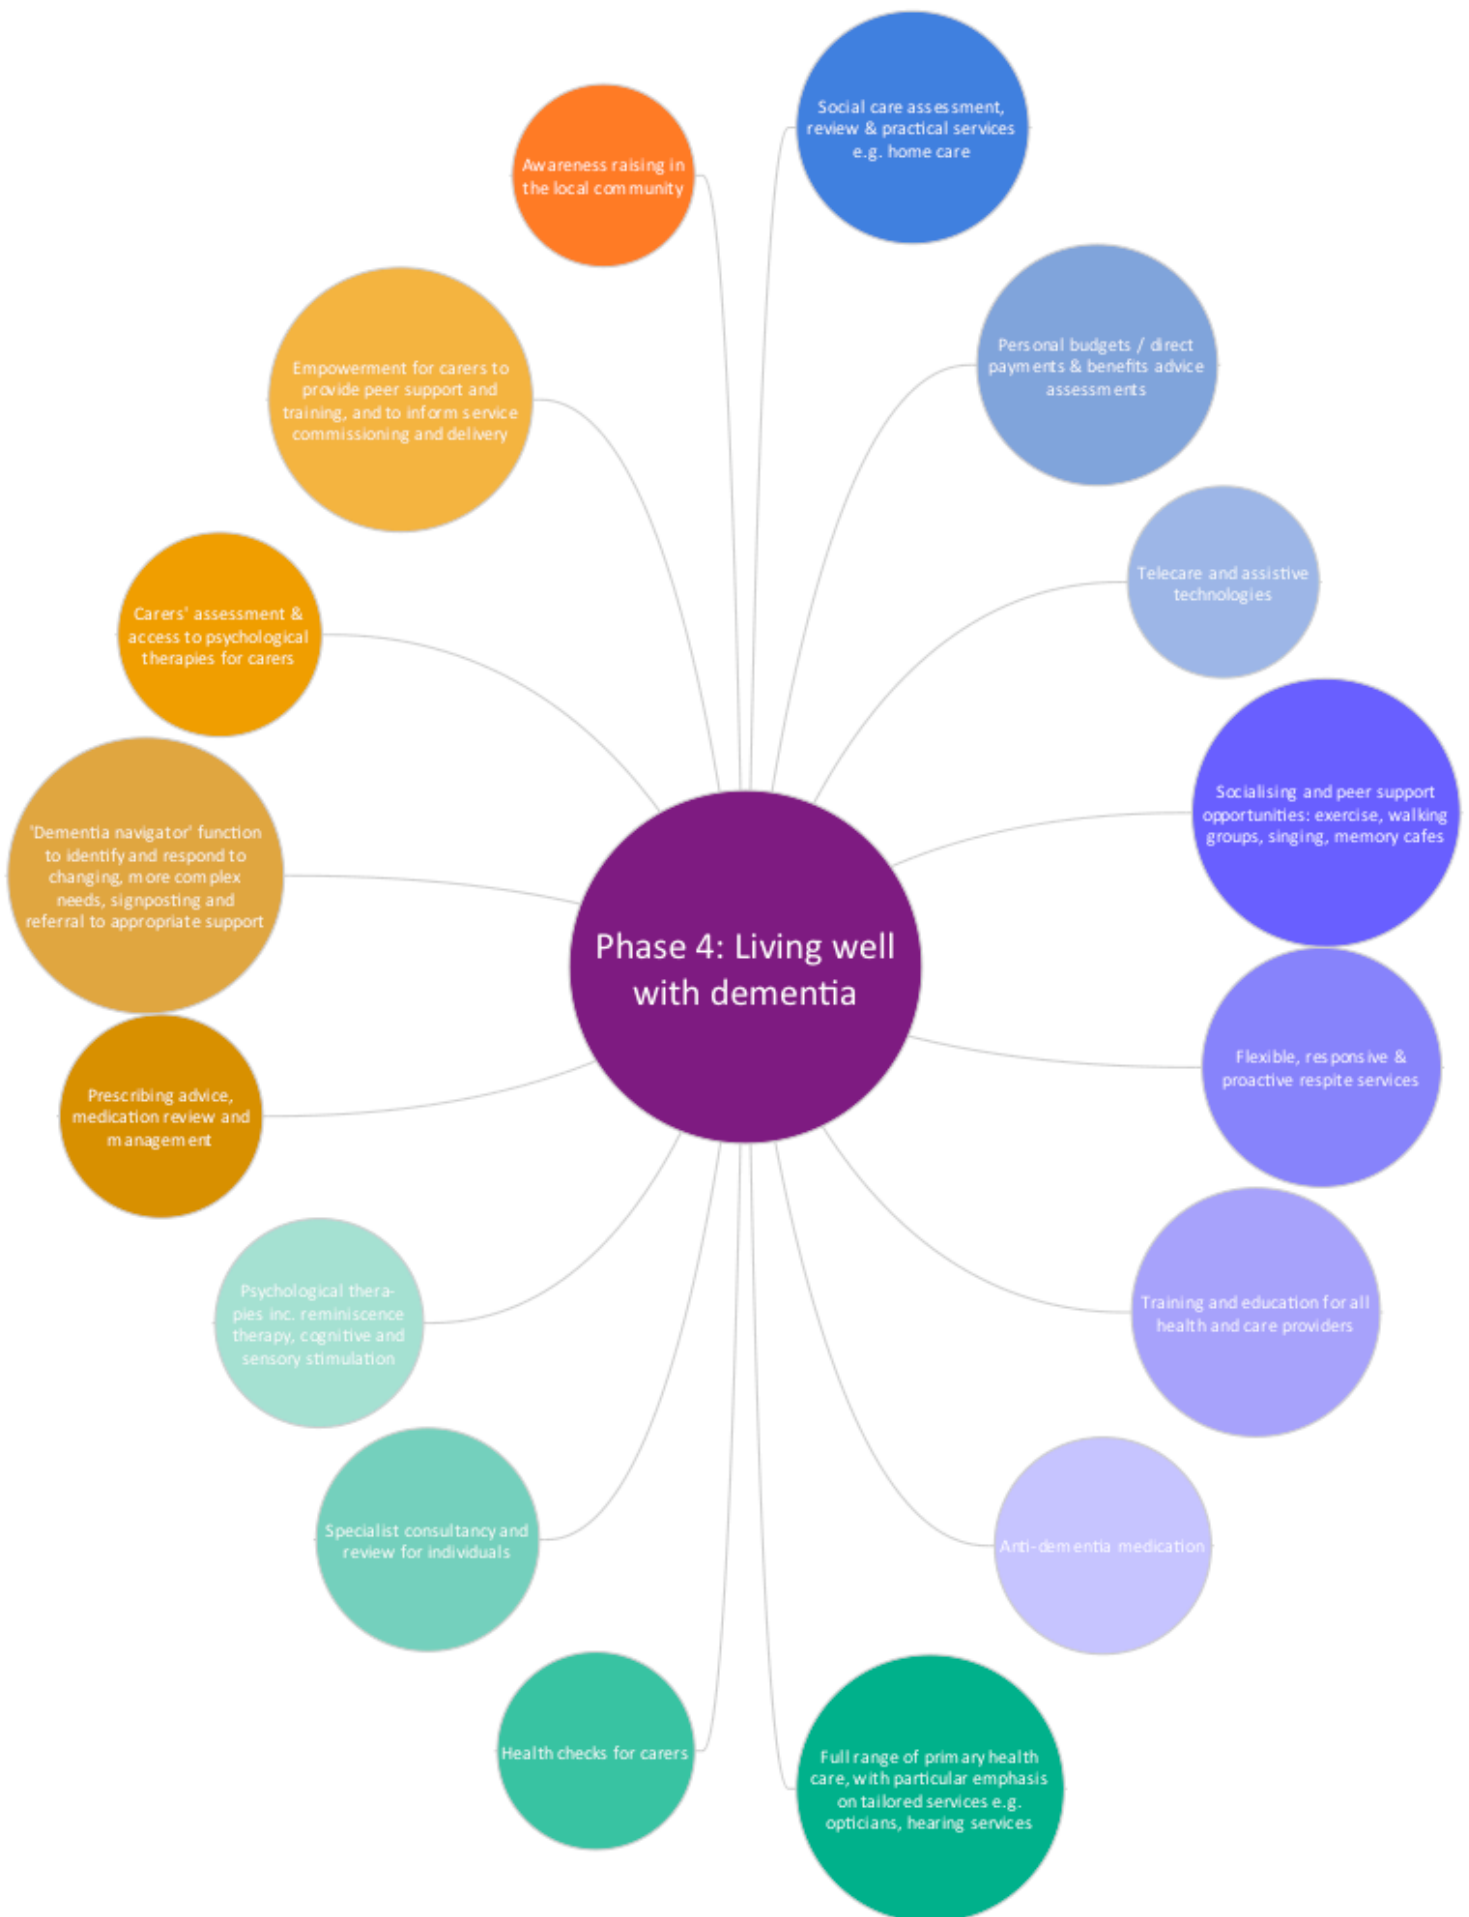 Phase 4: Living well
with dementia
Social care assessment,
review & practical services
e.g. home care
Personal budgets / direct
payments & benefits advice
assessments
Telecare and assistive
technologies
Socialising and peer support
opportunities: exercise, walking
groups, singing, memory cafes
Flexible, responsive &
proactive respite services
Training and education for all
health and care providers
Anti-dementia medication
Full range of primary health
care, with particular emphasis
on tailored services e.g.
opticians, hearing services
Health checks for carers
Specialist consultancy and
review for individuals
Psychological thera-
pies inc. reminiscence
therapy, cognitive and
sensory stimulation
Prescribing advice,
medication review and
management
'Dementia navigator' function
to identify and respond to
changing, more complex
needs, signposting and
referral to appropriate support
Carers' assessment &
access to psychological
therapies for carers
Empowerment for carers to
provide peer support and
training, and to inform service
commissioning and delivery
Awareness raising in
the local community